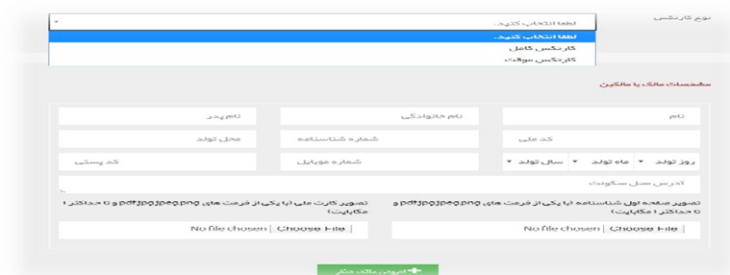 نوع کارتکس
لطفا انتخاب کنید.
لطفا انتخاب کنید.
کارتکس کامل
کارتکس موقت
مشخصات مالک یا مالکین
نام
نام خانوادگی
نام پدر
کد ملی
شماره شناسنامه
محل تولد
روز تولد ماه تولد سال تولد
شماره موبایل
کد پستی
آدرس محل سکونت
تصویر صفحه اول شناسنامه (با یکی از فرمت های pdf,jpg,jpeg,png و
تا حداکثر ۱ مگابایت)
تصویر کارت ملی (با یکی از فرمت های pdf,jpg,jpeg,png و تا حداکثر ۱
مگابایت)
Choose File No file chosen
Choose File No file chosen
افزودن مالک دیگر